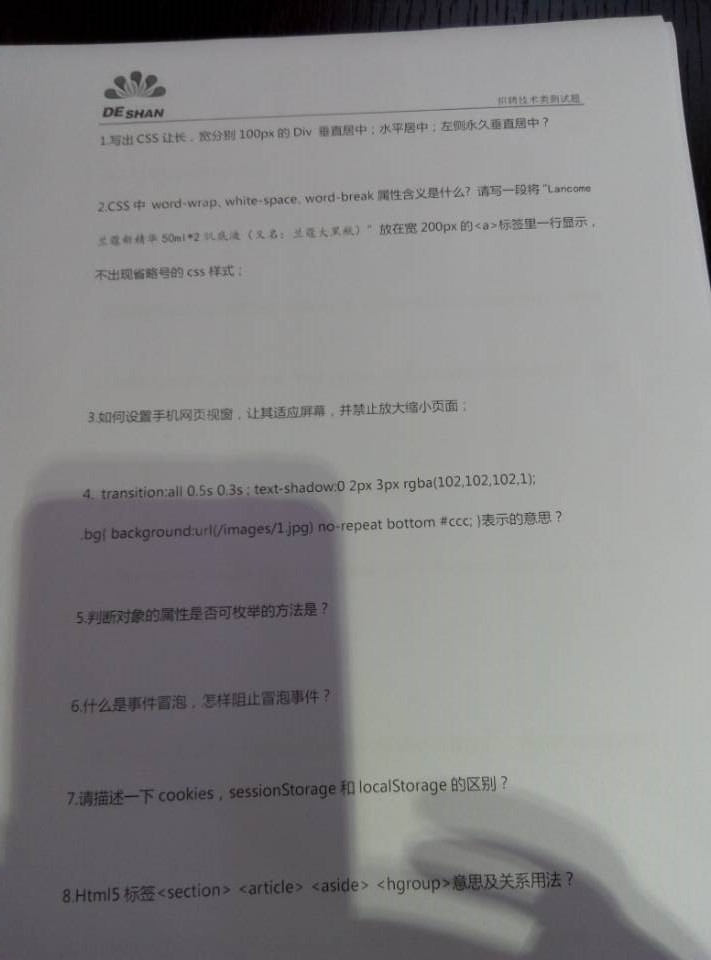 DE SHAN
招聘技术类测试题
1.写出 CSS 让长，宽分别 100px 的 Div 垂直居中；水平居中；左侧永久垂直居中？
2.CSS 中 word-wrap、white-space、word-break 属性含义是什么？请写一段将“Lancome
兰蔻新精华 50ml*2 肌底液（又名：兰蔻大黑瓶）”放在宽 200px 的<a>标签里一行显示，
不出现省略号的 css 样式；
3.如何设置手机网页视窗，让其适应屏幕，并禁止放大缩小页面；
4. transition:all 0.5s 0.3s ; text-shadow:0 2px 3px rgba(102,102,102,1);
.bg{ background:url(/images/1.jpg) no-repeat bottom #ccc; }表示的意思？
5.判断对象的属性是否可枚举的方法是？
6.什么是事件冒泡，怎样阻止冒泡事件？
7.请描述一下 cookies，sessionStorage 和 localStorage 的区别？
8.Html5 标签<section> <article> <aside> <hgroup>意思及关系用法？